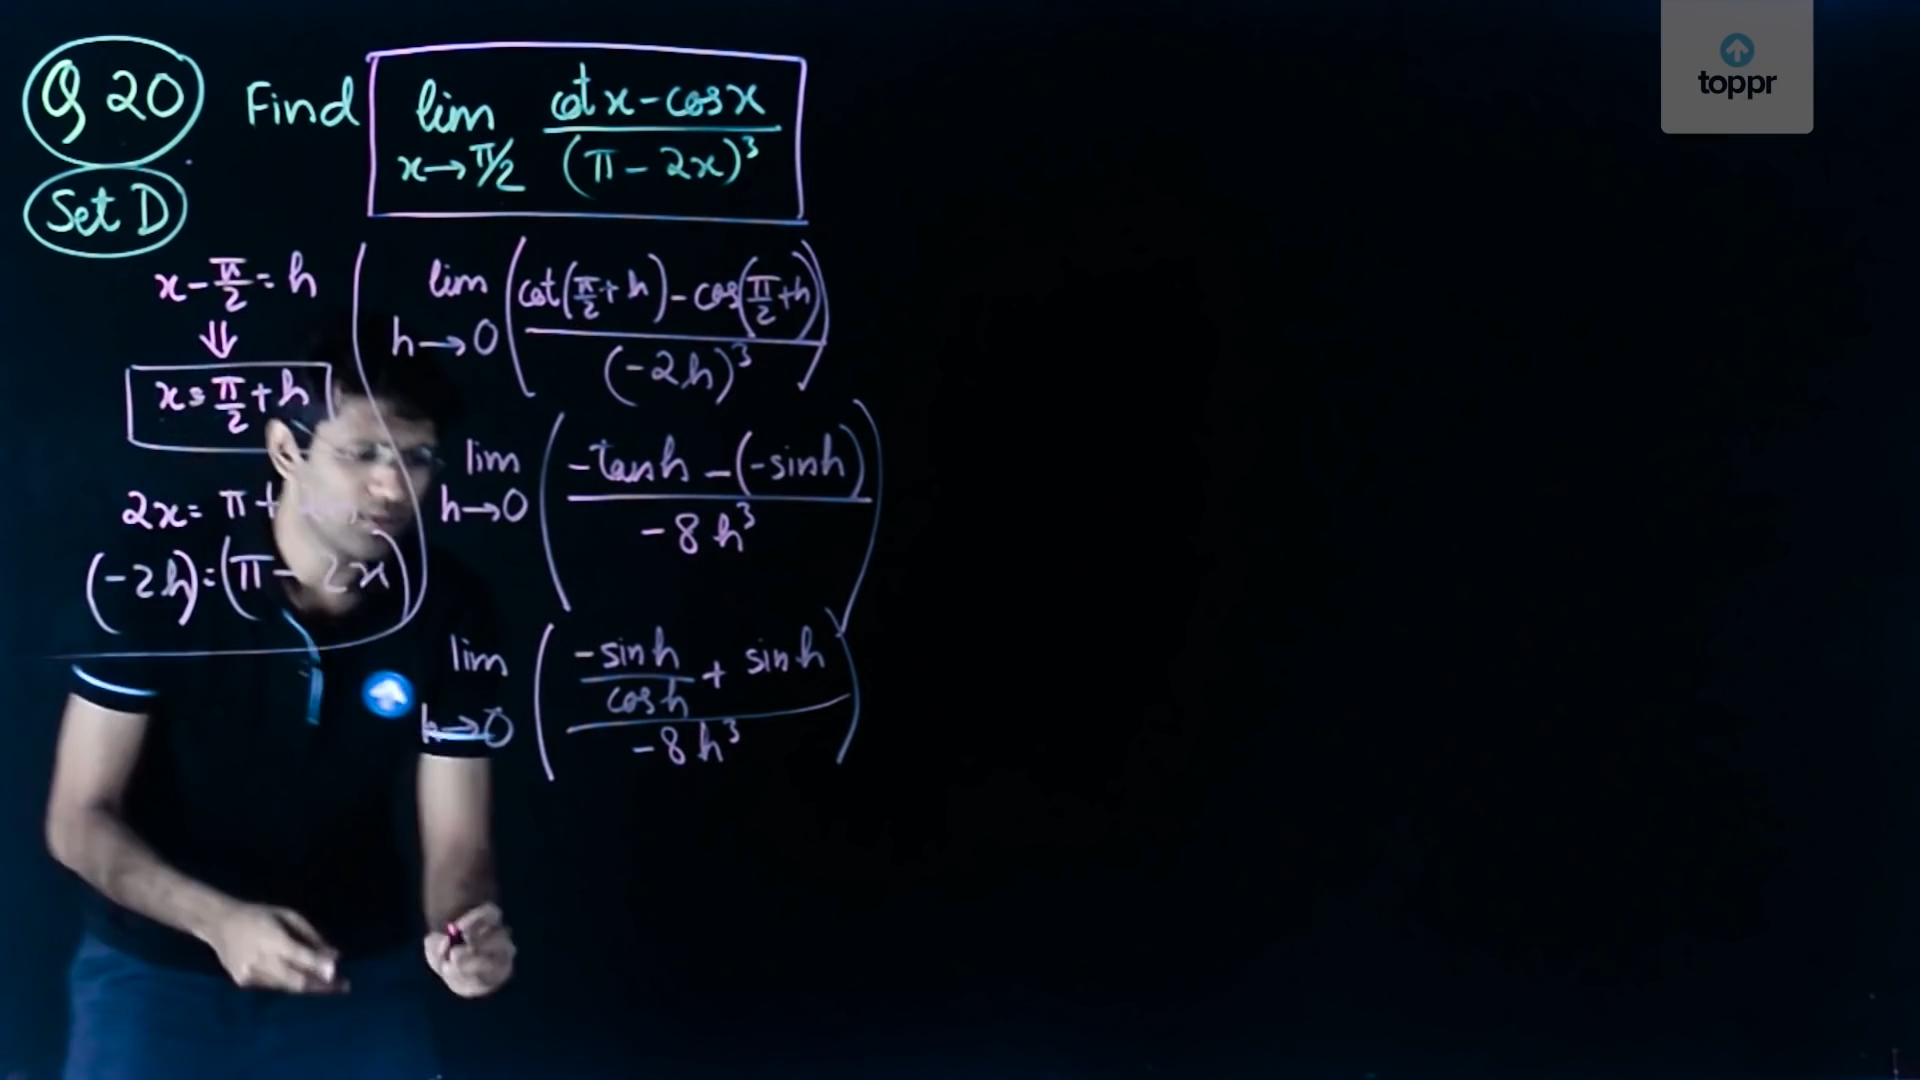 Q 20 Find lim x→π/2 (cot x - cos x) / (π - 2x)³
Set D
toppr
x - π/2 = h
⇓
x = π/2 + h
2x = π +
(-2h) = (π - 2x)
lim h→0 ( (cot(π/2 + h) - cos(π/2 + h)) / (-2h)³ )
lim h→0 ( (-tan h - (-sin h)) / -8h³ )
lim h→0 ( (-sin h / cos h + sin h) / -8h³ )